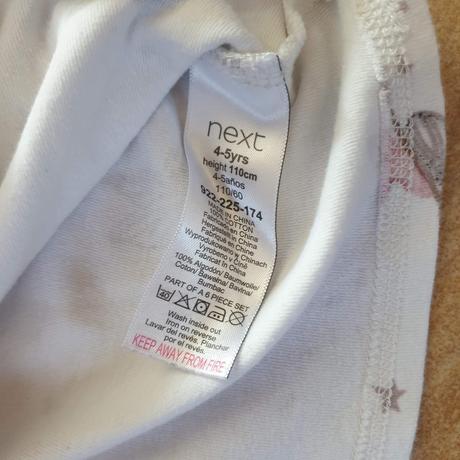 next
4-5yrs
height 110cm
4-5años
110/60
922-225-174
MADE IN CHINA
100% COTTON
Fabricado en China
Hergestellt in China
Fabriqué en Chine
Wyprodukowano w Chinach
Vyrobeno v Číně
Fabricat în China
100% Algodón/Baumwolle/
Coton/Bawełna/Bavlna/
Bumbac
PART OF A 6 PIECE SET
40
Wash inside out
Iron on reverse
Lavar del revés. Planchar
por el revés.
KEEP AWAY FROM FIRE